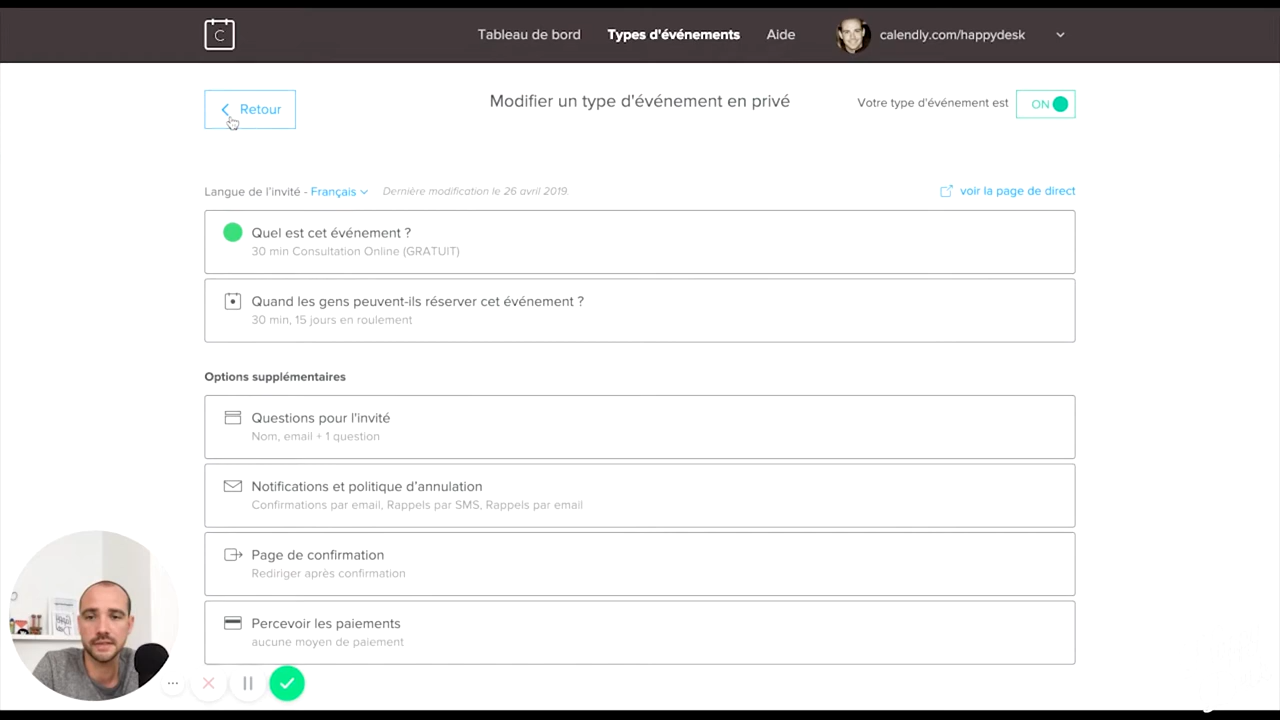 C
Tableau de bord
Types d'événements
Aide
calendly.com/happydesk
Retour
Modifier un type d'événement en privé
Votre type d'événement est
ON
Langue de l'invité - Français
Dernière modification le 26 avril 2019.
voir la page de direct
Quel est cet événement ?
30 min Consultation Online (GRATUIT)
Quand les gens peuvent-ils réserver cet événement ?
30 min, 15 jours en roulement
Options supplémentaires
Questions pour l'invité
Nom, email + 1 question
Notifications et politique d'annulation
Confirmations par email, Rappels par SMS, Rappels par email
Page de confirmation
Rediriger après confirmation
Percevoir les paiements
aucune moyen de paiement